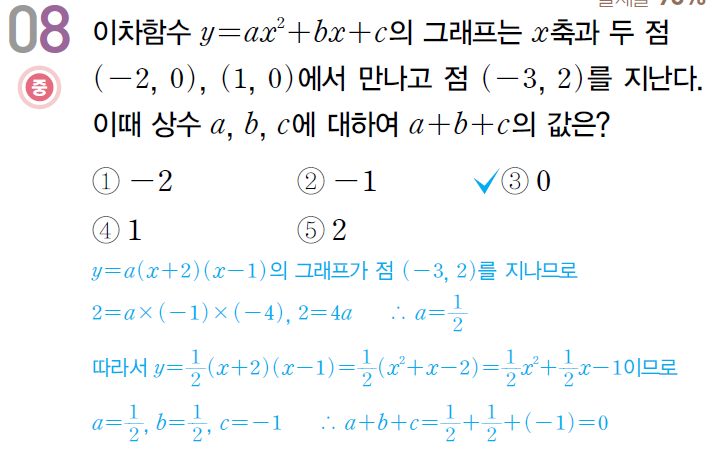 08 이차함수 y=ax²+bx+c의 그래프는 x축과 두 점
중 (-2, 0), (1, 0)에서 만나고 점 (-3, 2)를 지난다.
이때 상수 a, b, c에 대하여 a+b+c의 값은?
① -2 ② -1 ✓③ 0
④ 1 ⑤ 2
y=a(x+2)(x-1)의 그래프가 점 (-3, 2)를 지나므로
2=a×(-1)×(-4), 2=4a ∴ a=1/2
따라서 y=1/2(x+2)(x-1)=1/2(x²+x-2)=1/2x²+1/2x-1이므로
a=1/2, b=1/2, c=-1 ∴ a+b+c=1/2+1/2+(-1)=0